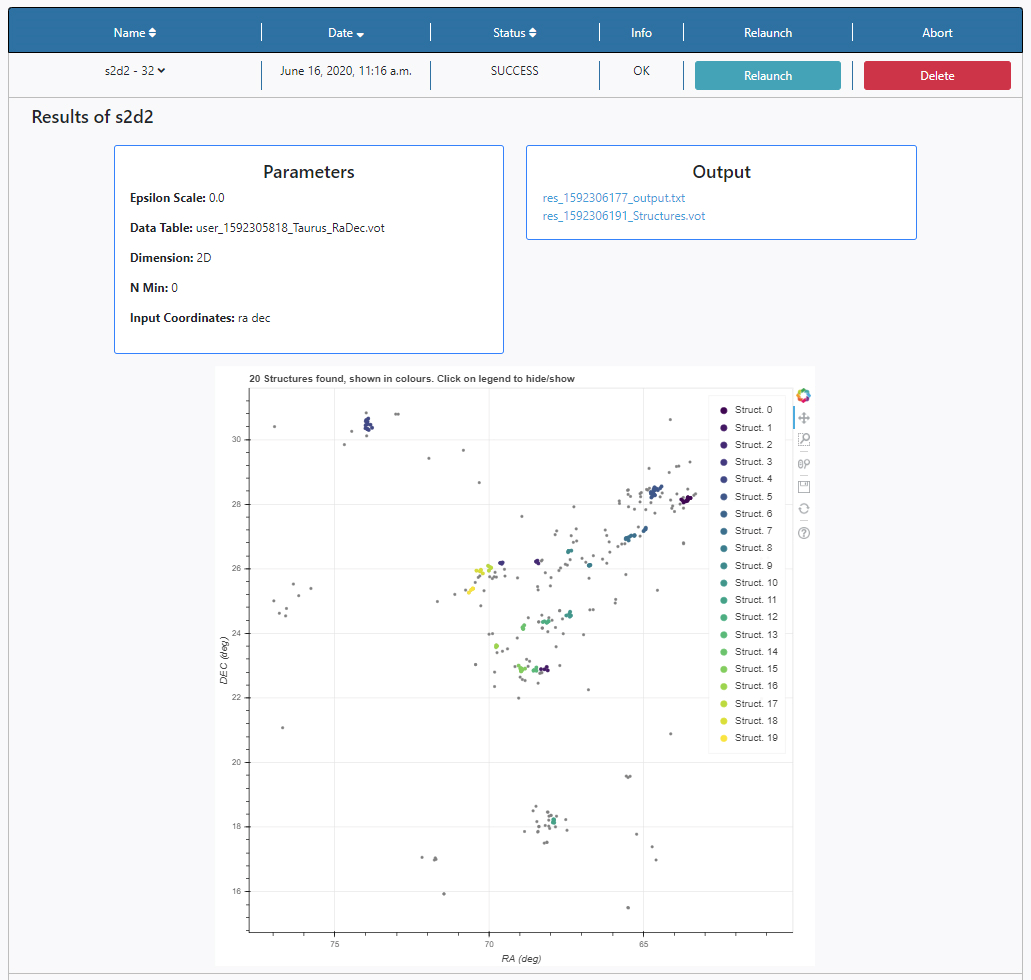 Name Date Status Info Relaunch Abort
s2d2 - 32 June 16, 2020, 11:16 a.m. SUCCESS OK Relaunch Delete
Results of s2d2
Parameters
Epsilon Scale: 0.0
Data Table: user_1592305818_Taurus_RaDec.vot
Dimension: 2D
N Min: 0
Input Coordinates: ra dec
Output
res_1592306177_output.txt
res_1592306191_Structures.vot
20 Structures found, shown in colours. Click on legend to hide/show
30
28
26
24
22
20
18
16
DEC (deg)
75 70 65
RA (deg)
Struct. 0
Struct. 1
Struct. 2
Struct. 3
Struct. 4
Struct. 5
Struct. 6
Struct. 7
Struct. 8
Struct. 9
Struct. 10
Struct. 11
Struct. 12
Struct. 13
Struct. 14
Struct. 15
Struct. 16
Struct. 17
Struct. 18
Struct. 19